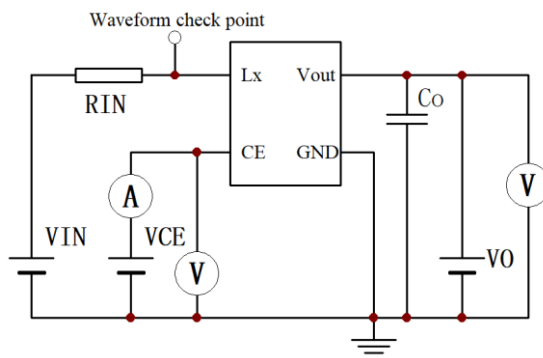 Waveform check point
Lx
Vout
RIN
Co
CE
GND
A
V
VIN
VCE
V
VO